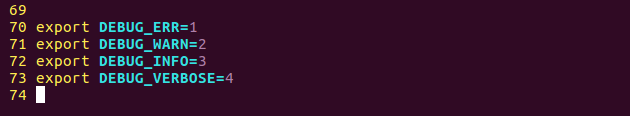 69
70 export DEBUG_ERR=1
71 export DEBUG_WARN=2
72 export DEBUG_INFO=3
73 export DEBUG_VERBOSE=4
74